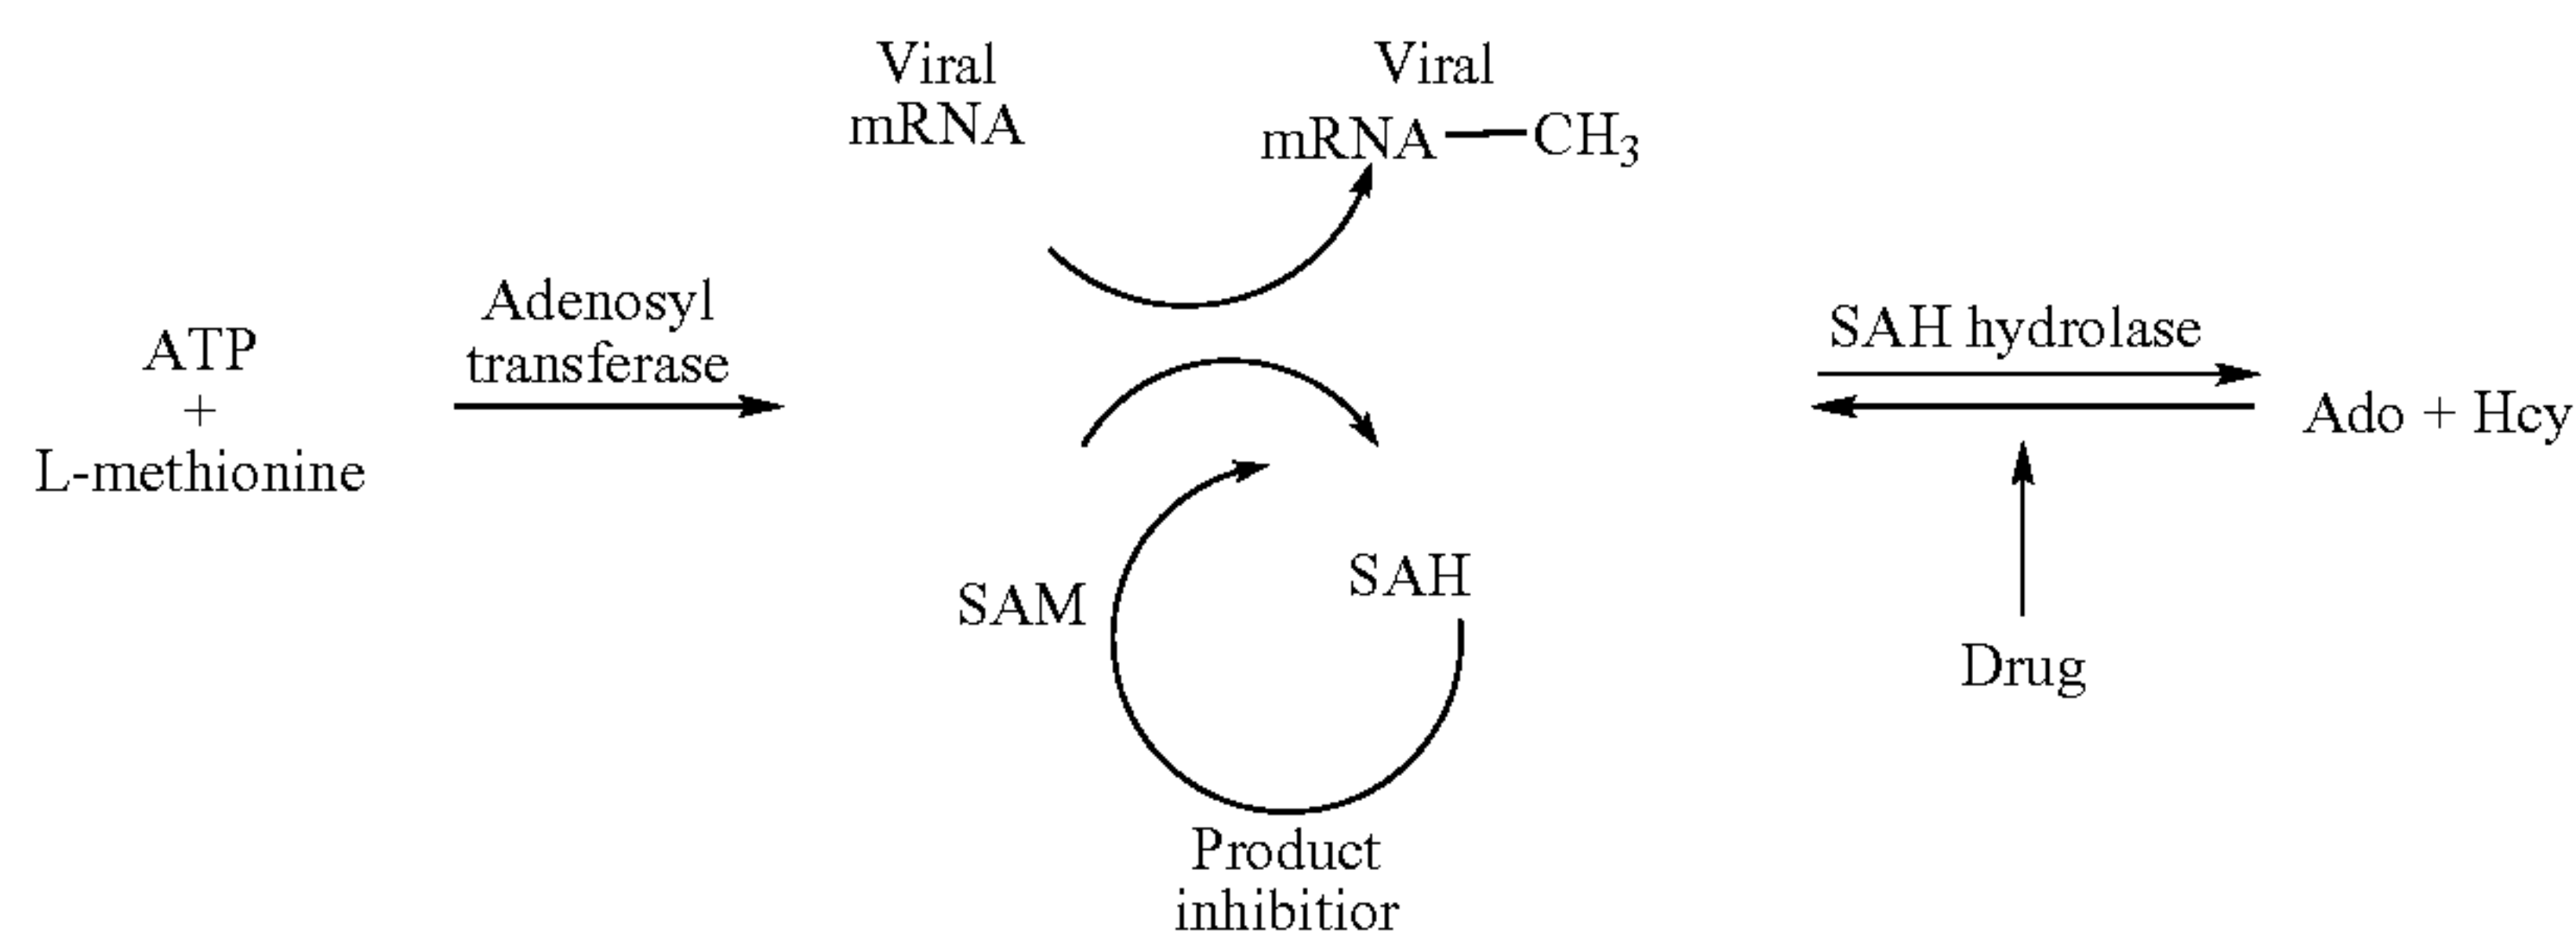 Viral
mRNA
Viral
mRNA—CH₃
Adenosyl
transferase
ATP
+
L-methionine
SAH hydrolase
Ado + Hcy
SAM
SAH
Drug
Product
inhibitior